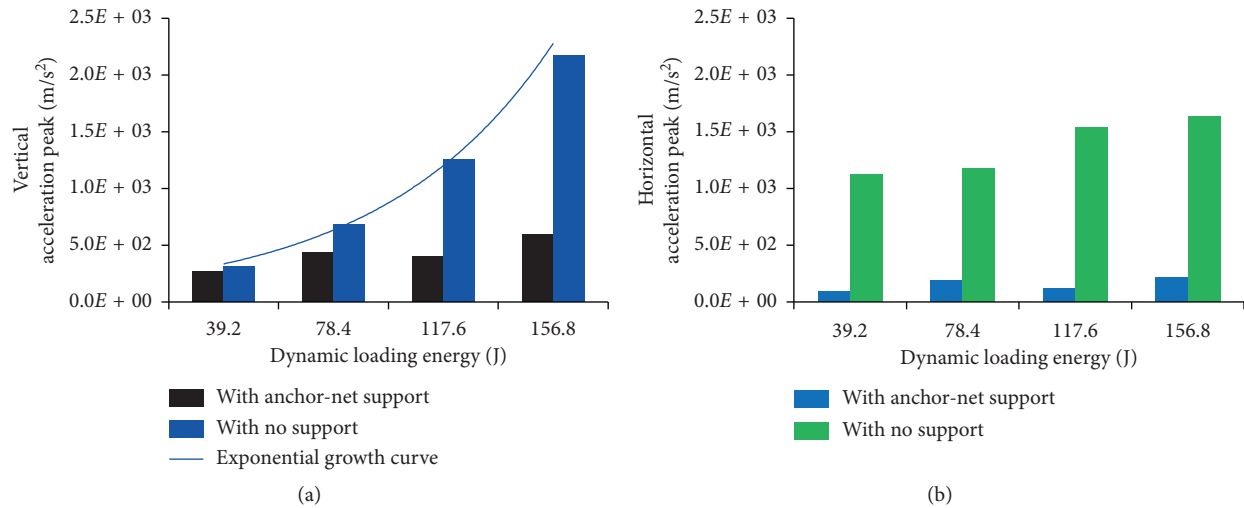 2.5E + 03
2.0E + 03
1.5E + 03
1.0E + 03
5.0E + 02
0.0E + 00
Vertical
acceleration peak (m/s²)
39.2 78.4 117.6 156.8
Dynamic loading energy (J)
With anchor-net support
With no support
Exponential growth curve
(a)
2.5E + 03
2.0E + 03
1.5E + 03
1.0E + 03
5.0E + 02
0.0E + 00
Horizontal
acceleration peak (m/s²)
39.2 78.4 117.6 156.8
Dynamic loading energy (J)
With anchor-net support
With no support
(b)